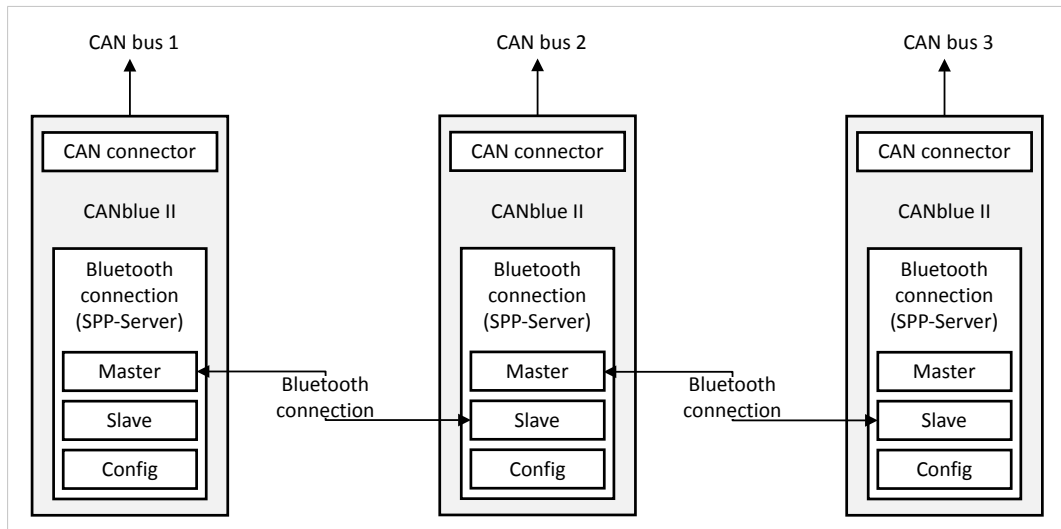 CAN bus 1
CAN bus 2
CAN bus 3
CAN connector
CAN connector
CAN connector
CANblue II
CANblue II
CANblue II
Bluetooth
connection
(SPP-Server)
Master
Slave
Config
Bluetooth
connection
Bluetooth
connection
(SPP-Server)
Master
Slave
Config
Bluetooth
connection
Bluetooth
connection
(SPP-Server)
Master
Slave
Config